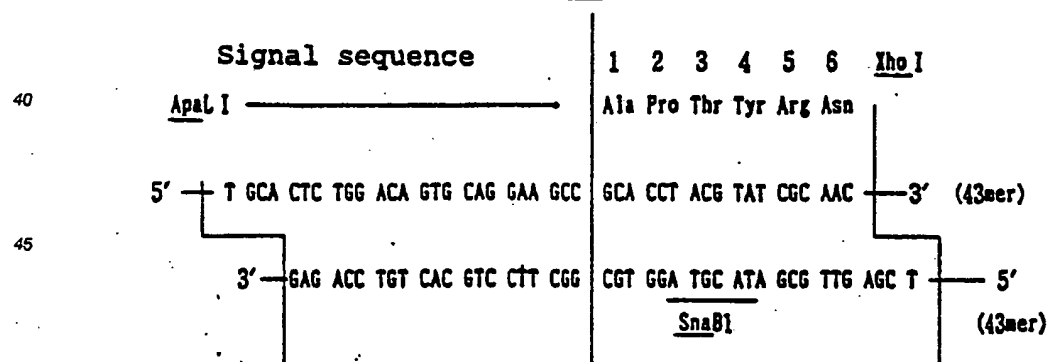 Signal sequence
1 2 3 4 5 6 Xho I
40
ApaL I
Ala Pro Thr Tyr Arg Asn
5′ T GCA CTC TGG ACA GTG CAG GAA GCC GCA CCT ACG TAT CGC AAC 3′ (43mer)
45
3′ GAG ACC TGT CAC GTC CTT CGG CGT GGA TGC ATA GCG TTG AGC T 5′
SnaB1
(43mer)